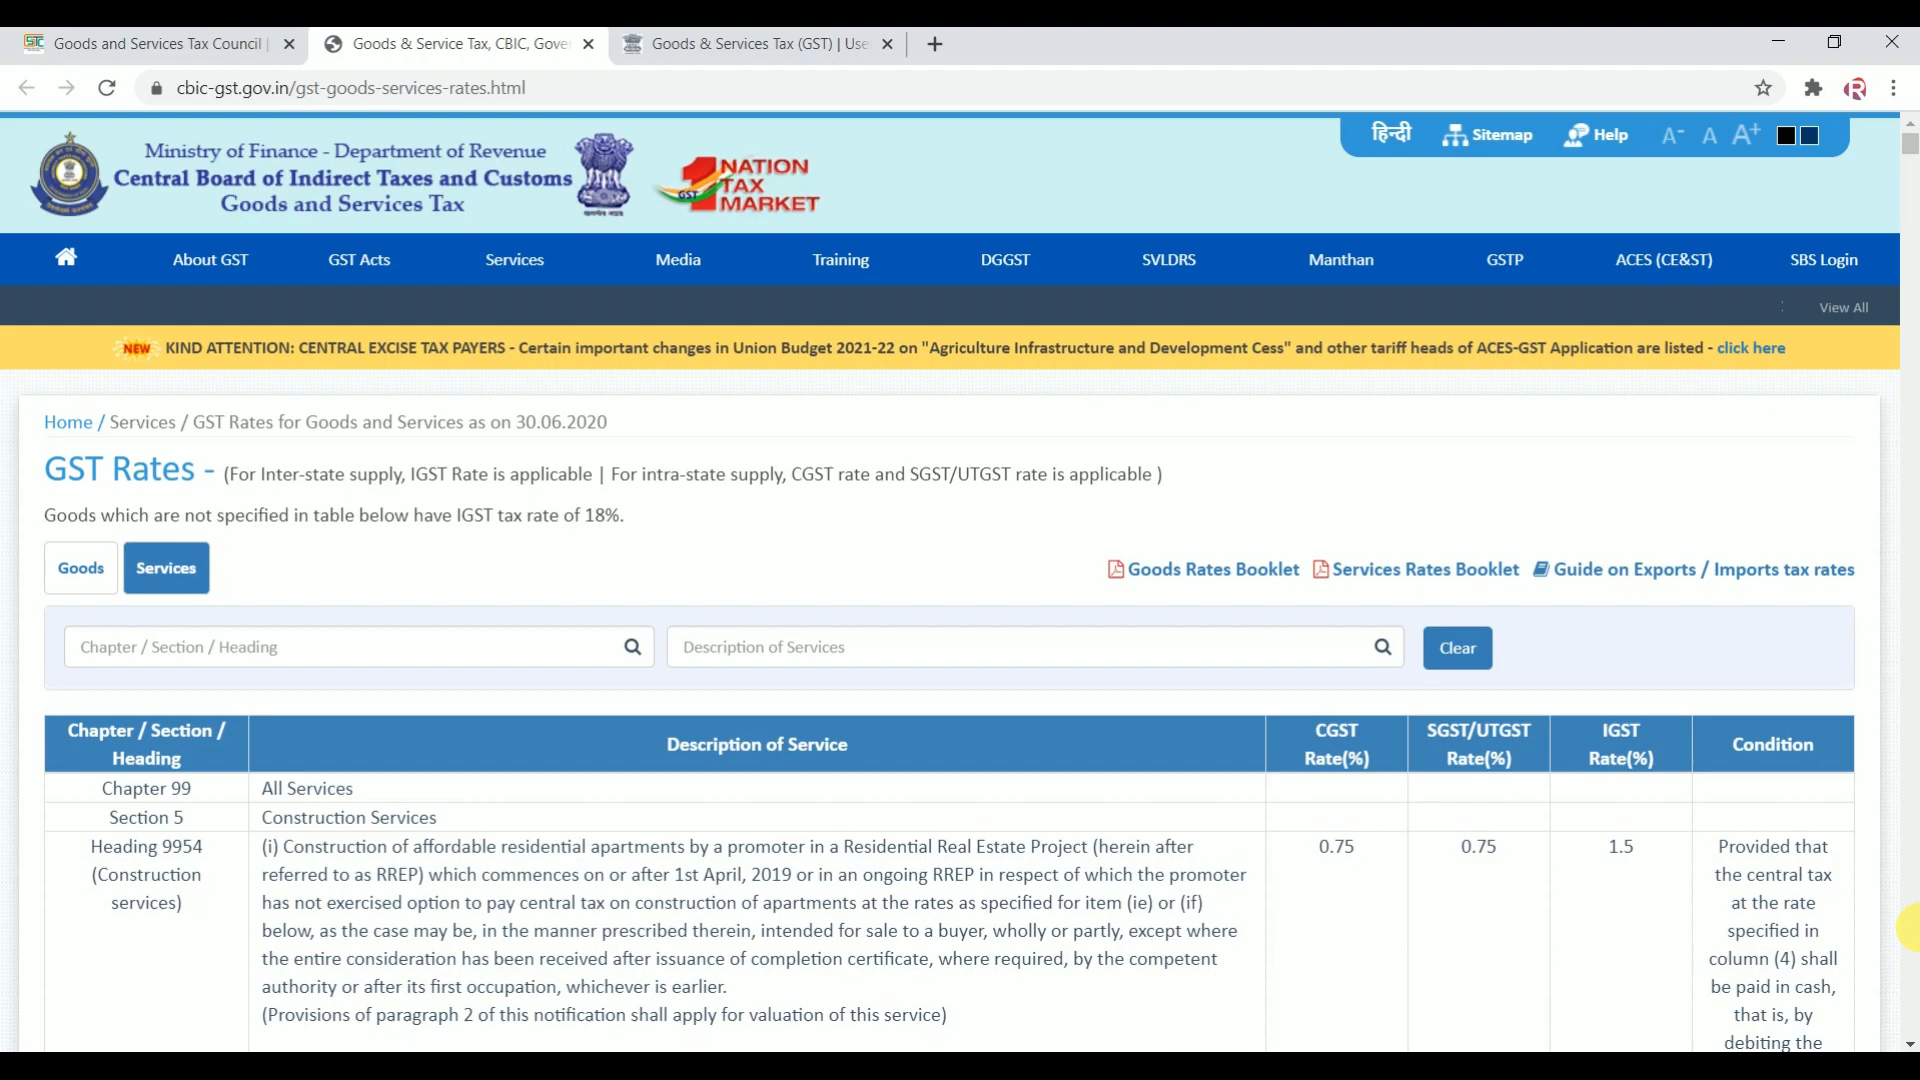 Goods and Services Tax Council |
Goods & Service Tax, CBIC, Gove
Goods & Services Tax (GST) | Use
cbic-gst.gov.in/gst-goods-services-rates.html
Ministry of Finance - Department of Revenue
Central Board of Indirect Taxes and Customs
Goods and Services Tax
GST
1 NATION
TAX
MARKET
हिन्दी Sitemap Help A- A A+
About GST GST Acts Services Media Training DGGST SVLDRS Manthan GSTP ACES (CE&ST) SBS Login
View All
NEW KIND ATTENTION: CENTRAL EXCISE TAX PAYERS - Certain important changes in Union Budget 2021-22 on "Agriculture Infrastructure and Development Cess" and other tariff heads of ACES-GST Application are listed - click here
Home / Services / GST Rates for Goods and Services as on 30.06.2020
GST Rates - (For Inter-state supply, IGST Rate is applicable | For intra-state supply, CGST rate and SGST/UTGST rate is applicable )
Goods which are not specified in table below have IGST tax rate of 18%.
Goods Services
Goods Rates Booklet Services Rates Booklet Guide on Exports / Imports tax rates
Chapter / Section / Heading Description of Services Clear
Chapter / Section / Heading Description of Service CGST Rate(%) SGST/UTGST Rate(%) IGST Rate(%) Condition
Chapter 99 All Services
Section 5 Construction Services
Heading 9954 (i) Construction of affordable residential apartments by a promoter in a Residential Real Estate Project (herein after 0.75 0.75 1.5 Provided that
(Construction referred to as RREP) which commences on or after 1st April, 2019 or in an ongoing RREP in respect of which the promoter the central tax
services) has not exercised option to pay central tax on construction of apartments at the rates as specified for item (ie) or (if) at the rate
below, as the case may be, in the manner prescribed therein, intended for sale to a buyer, wholly or partly, except where specified in
the entire consideration has been received after issuance of completion certificate, where required, by the competent column (4) shall
authority or after its first occupation, whichever is earlier. be paid in cash,
(Provisions of paragraph 2 of this notification shall apply for valuation of this service) that is, by
debiting the